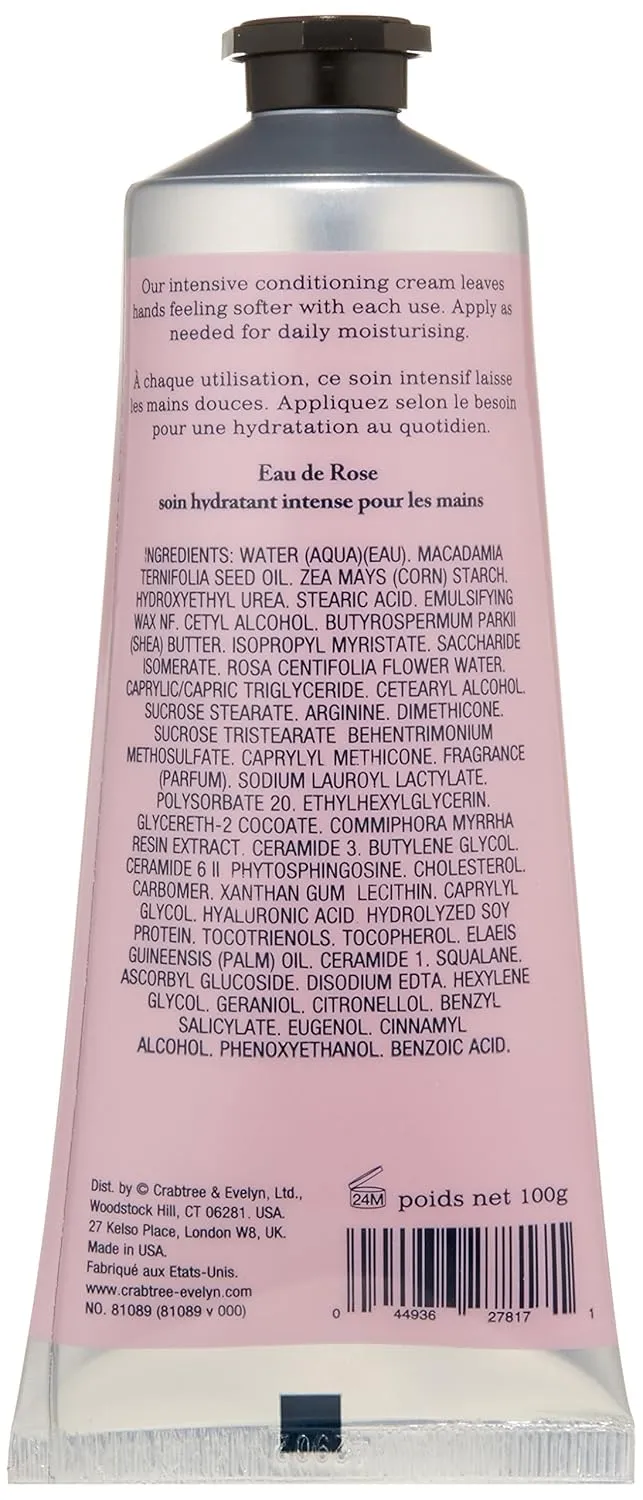 Our intensive conditioning cream leaves
hands feeling softer with each use. Apply as
needed for daily moisturising.
À chaque utilisation, ce soin intensif laisse
les mains douces. Appliquez selon le besoin
pour une hydratation au quotidien.
Eau de Rose
soin hydratant intense pour les mains
INGREDIENTS: WATER (AQUA)(EAU). MACADAMIA
TERNIFOLIA SEED OIL. ZEA MAYS (CORN) STARCH.
HYDROXYETHYL UREA. STEARIC ACID. EMULSIFYING
WAX NF. CETYL ALCOHOL. BUTYROSPERMUM PARKII
(SHEA) BUTTER. ISOPROPYL MYRISTATE. SACCHARIDE
ISOMERATE. ROSA CENTIFOLIA FLOWER WATER.
CAPRYLIC/CAPRIC TRIGLYCERIDE. CETEARYL ALCOHOL.
SUCROSE STEARATE. ARGININE. DIMETHICONE.
SUCROSE TRISTEARATE BEHENTRIMONIUM
METHOSULFATE. CAPRYLYL METHICONE. FRAGRANCE
(PARFUM). SODIUM LAUROYL LACTYLATE.
POLYSORBATE 20. ETHYLHEXYLGLYCERIN.
GLYCERETH-2 COCOATE. COMMIPHORA MYRRHA
RESIN EXTRACT. CERAMIDE 3. BUTYLENE GLYCOL.
CERAMIDE 6 II PHYTOSPHINGOSINE. CHOLESTEROL.
CARBOMER. XANTHAN GUM LECITHIN. CAPRYLYL
GLYCOL. HYALURONIC ACID HYDROLYZED SOY
PROTEIN. TOCOTRIENOLS. TOCOPHEROL. ELAEIS
GUINEENSIS (PALM) OIL. CERAMIDE 1. SQUALANE.
ASCORBYL GLUCOSIDE. DISODIUM EDTA. HEXYLENE
GLYCOL. GERANIOL. CITRONELLOL. BENZYL
SALICYLATE. EUGENOL. CINNAMYL
ALCOHOL. PHENOXYETHANOL. BENZOIC ACID.
Dist. by © Crabtree & Evelyn, Ltd.,
Woodstock Hill, CT 06281. USA.
27 Kelso Place, London W8, UK.
Made in USA.
Fabriqué aux Etats-Unis.
www.crabtree-evelyn.com
NO. 81089 (81089 v 000)
24M poids net 100g
0 44936 27817 1